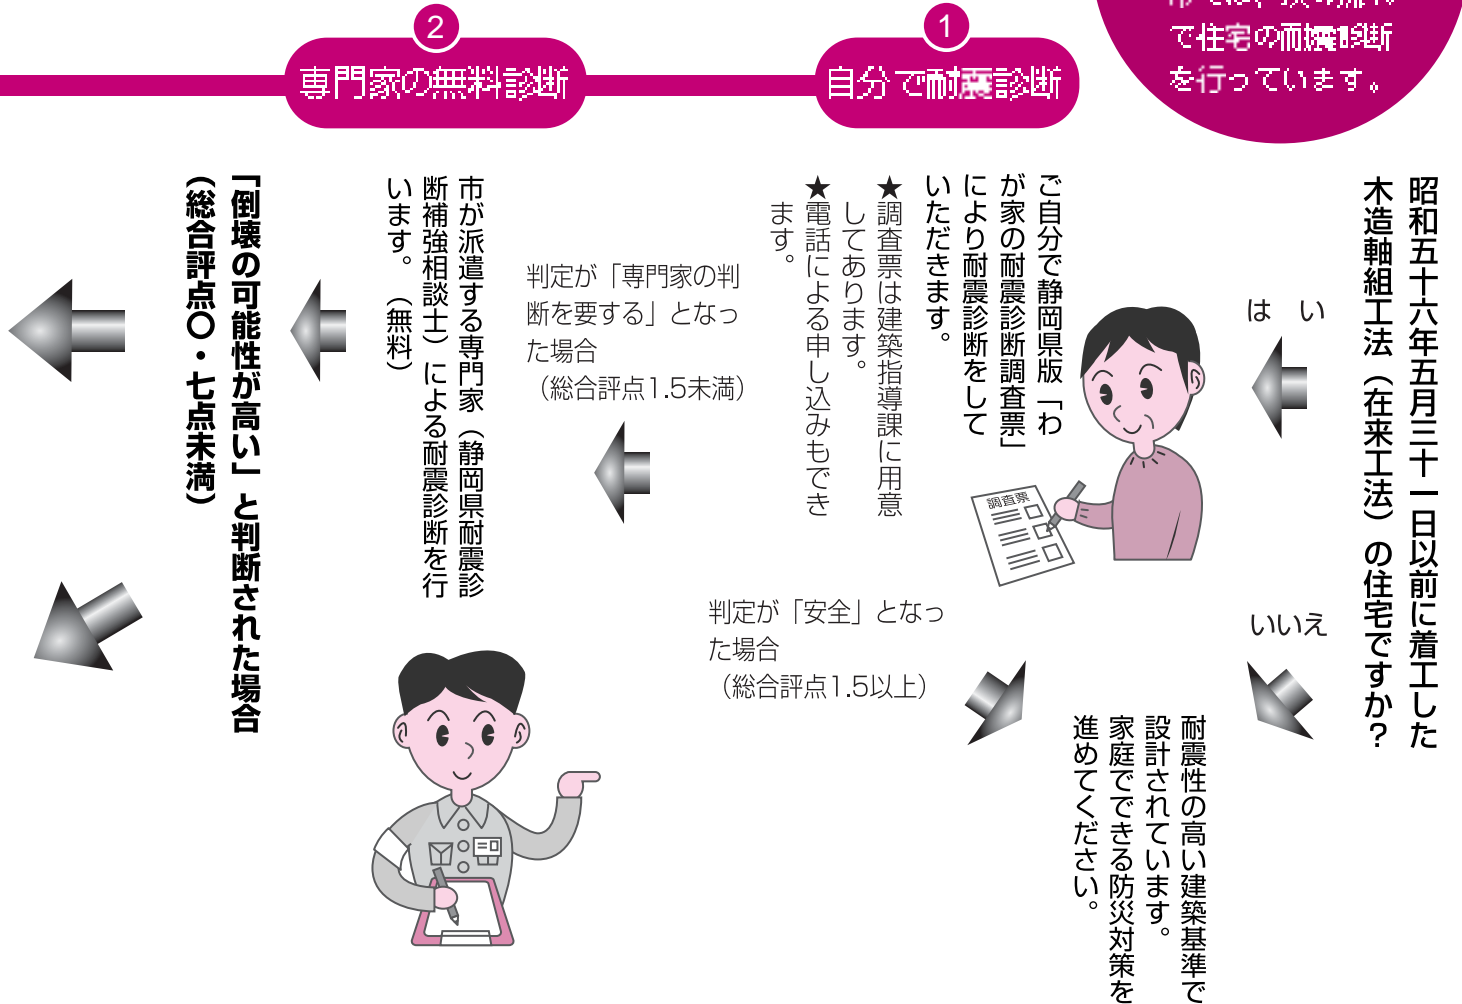 で住宅の耐震診断
を行っています。
1
自分で耐震診断
2
専門家の無料診断
昭和五十六年五月三十一日以前に着工した
木造軸組工法（在来工法）の住宅ですか？
はい
いいえ
ご自分で静岡県版「わ
が家の耐震診断調査票」
により耐震診断をして
いただきます。
★調査票は建築指導課に用意
してあります。
★電話による申し込みもでき
ます。
調査票
耐震性の高い建築基準で
設計されています。
家庭でできる防災対策を
進めてください。
判定が「安全」となっ
た場合
（総合評点1.5以上）
判定が「専門家の判
断を要する」となっ
た場合
（総合評点1.5未満）
市が派遣する専門家（静岡県耐震診
断補強相談士）による耐震診断を行
います。（無料）
「倒壊の可能性が高い」と判断された場合
（総合評点〇・七点未満）